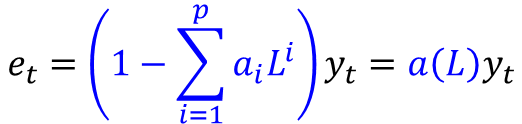 $e_t = \left(1 - \sum_{i=1}^{p} a_i L^i\right) y_t = a(L) y_t$